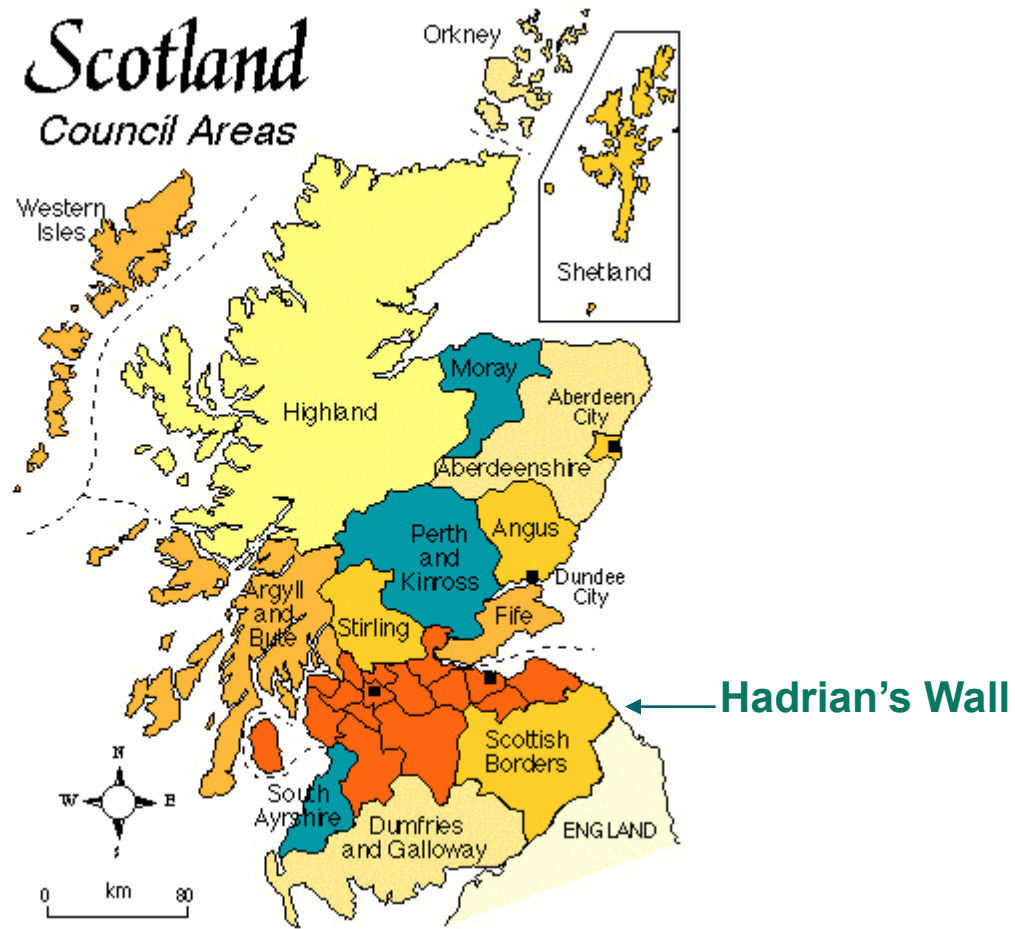 Scotland
Council Areas
Orkney
Western
Isles
Shetland
Moray
Aberdeen
City
Highland
Aberdeenshire
Angus
Perth
and
Kinross
Dundee
City
Argyll
and
Bute
Fife
Stirling
Hadrian’s Wall
Scottish
Borders
N
W E
S
South
Ayrshire
Dumfries
and Galloway
ENGLAND
0 km 80